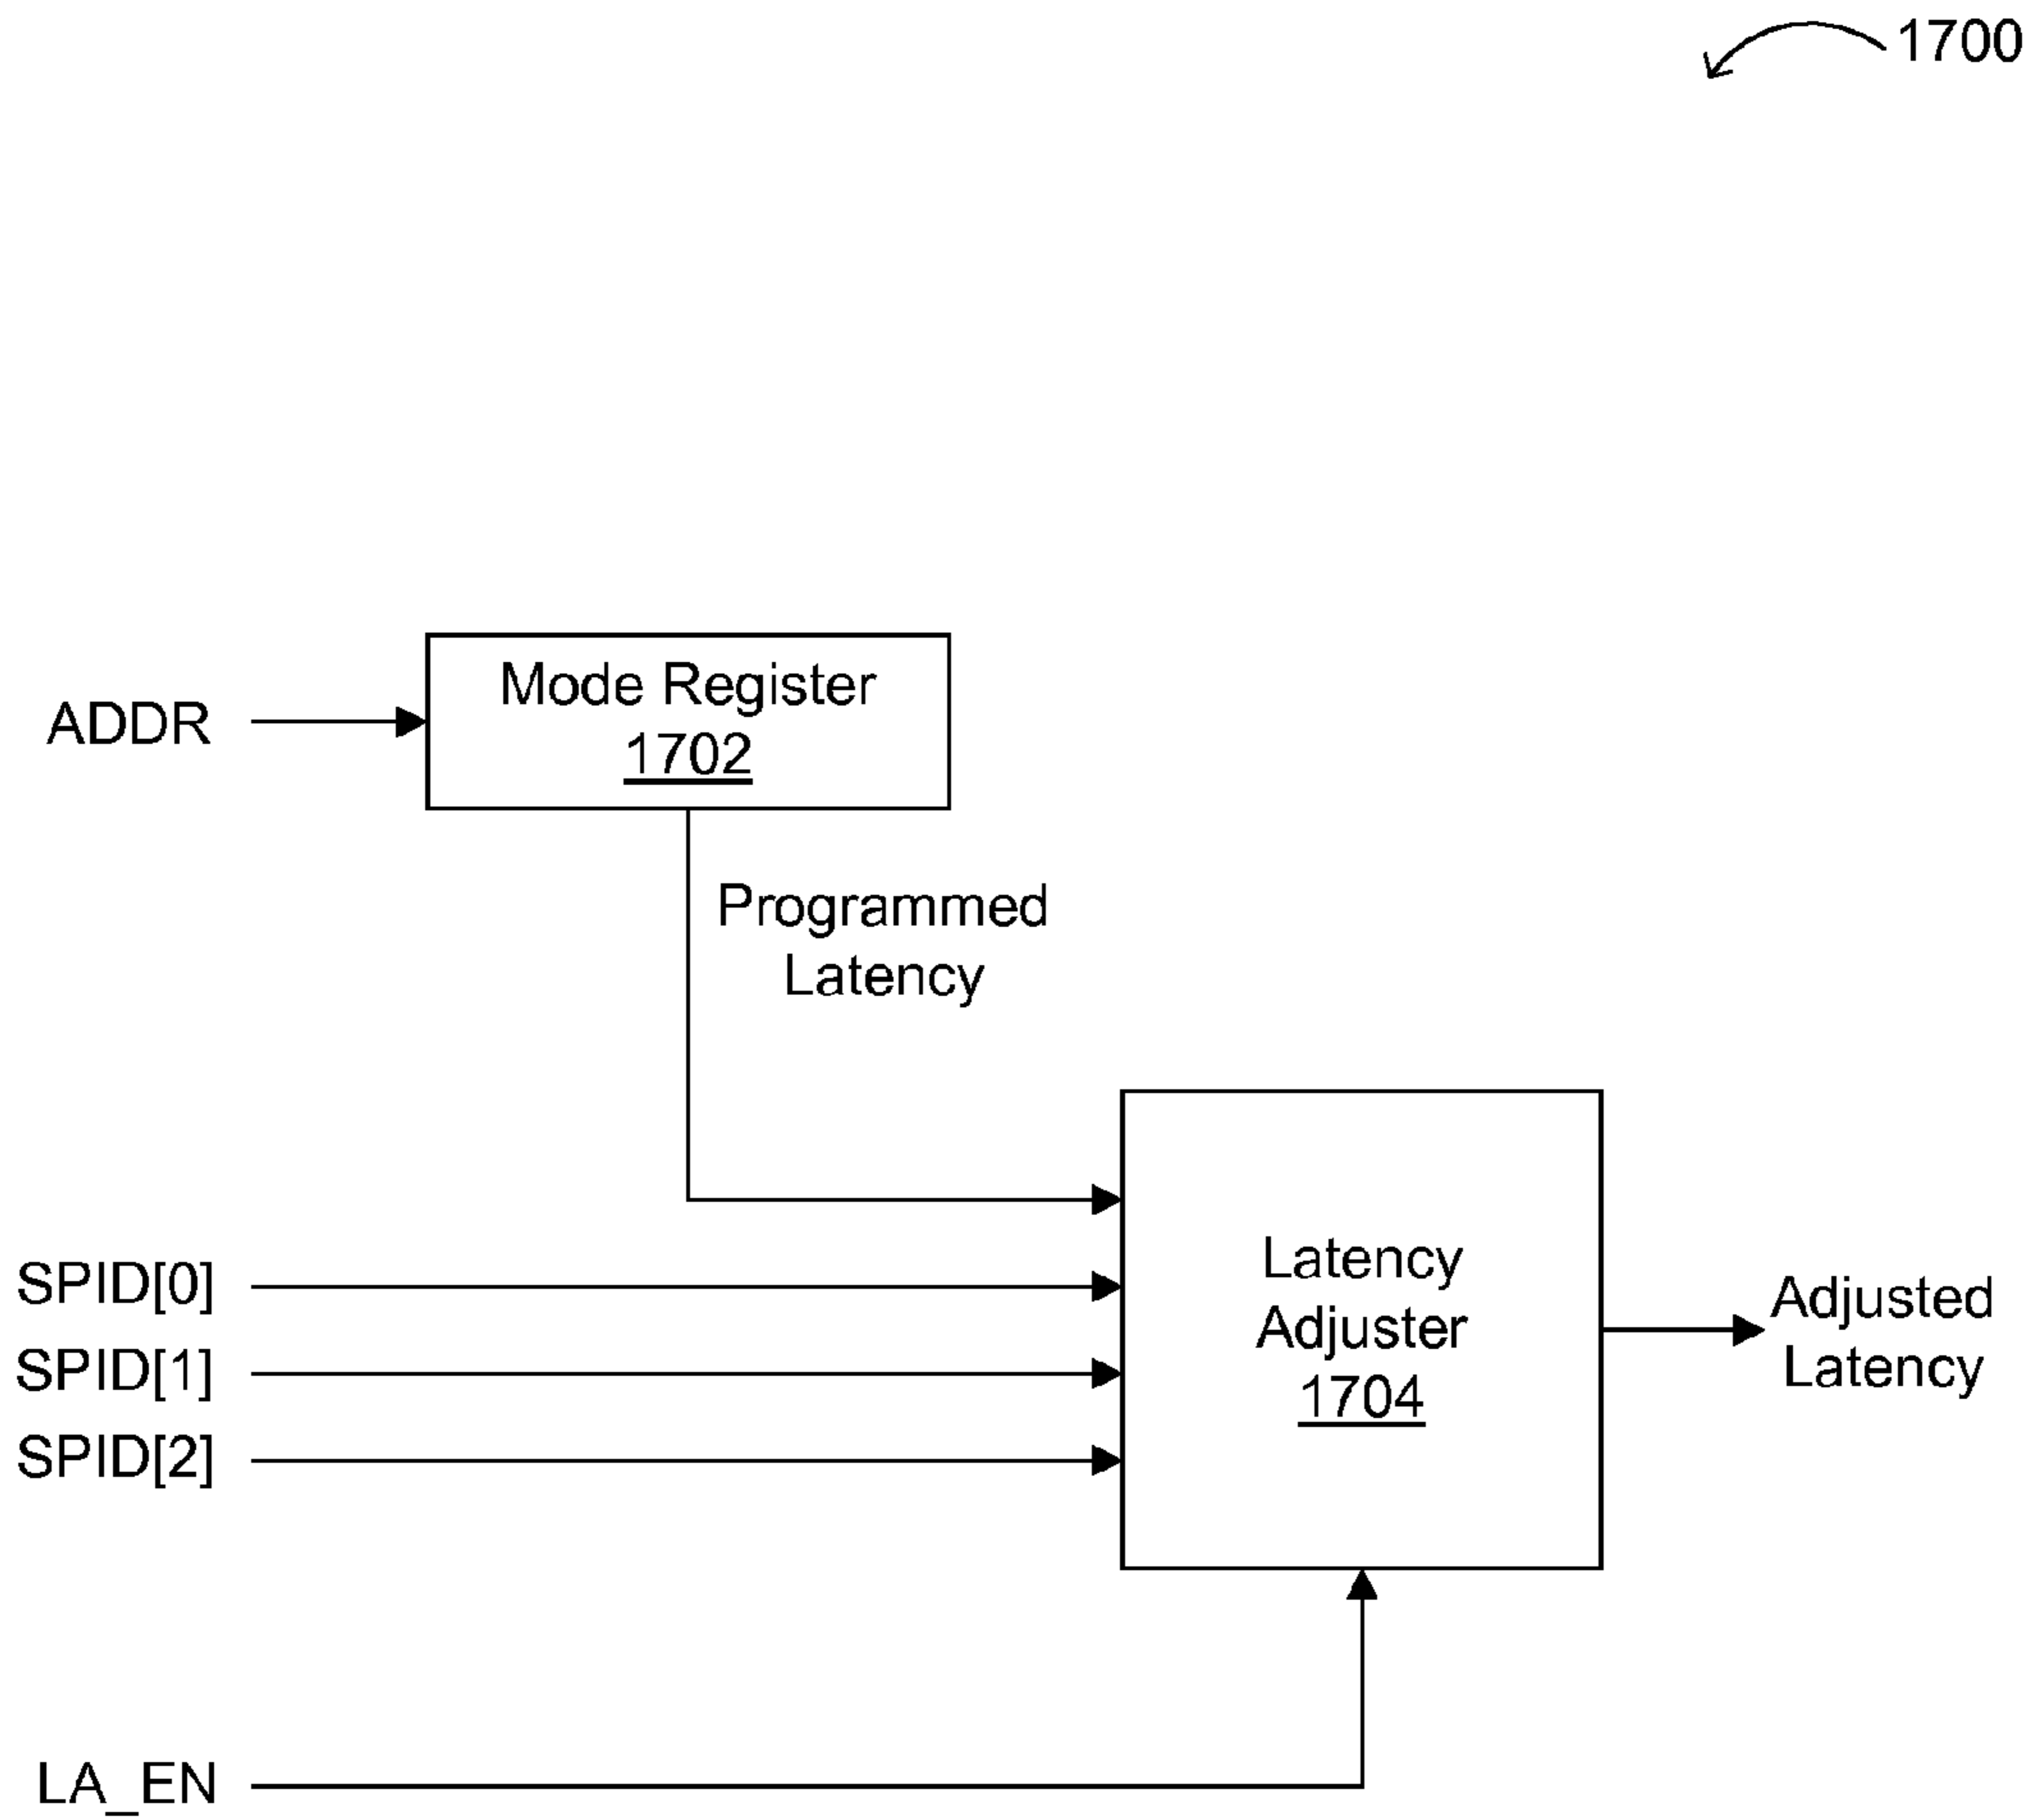 1700
Mode Register
ADDR
1702
Programmed
Latency
Latency
SPID[0]
Adjusted
Adjuster
SPID[1]
Latency
1704
SPID[2]
LA_EN